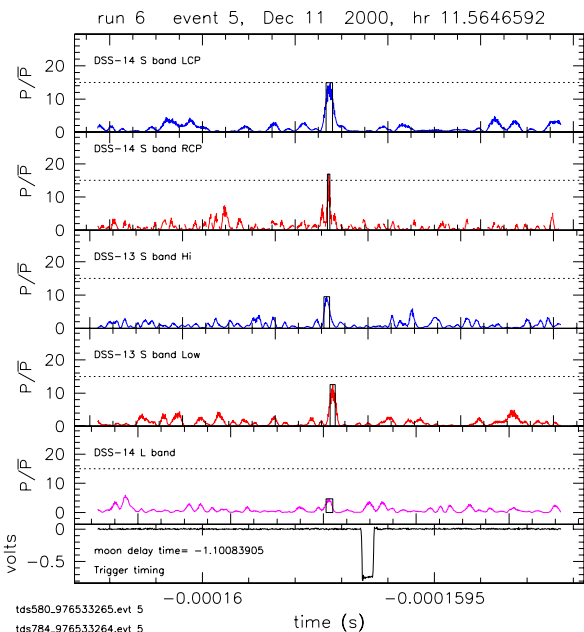 run 6 event 5, Dec 11 2000, hr 11.5646592
DSS-14 S band LCP
20
10
0
P/P̅
DSS-14 S band RCP
20
10
0
P/P̅
DSS-13 S band Hi
20
10
0
P/P̅
DSS-13 S band Low
20
10
0
P/P̅
DSS-14 L band
20
10
0
P/P̅
0
-0.5
volts
moon delay time= -1.10083905
Trigger timing
-0.00016 -0.0001595
time (s)
tds580_976533265.evt 5
tds784_976533264.evt 5